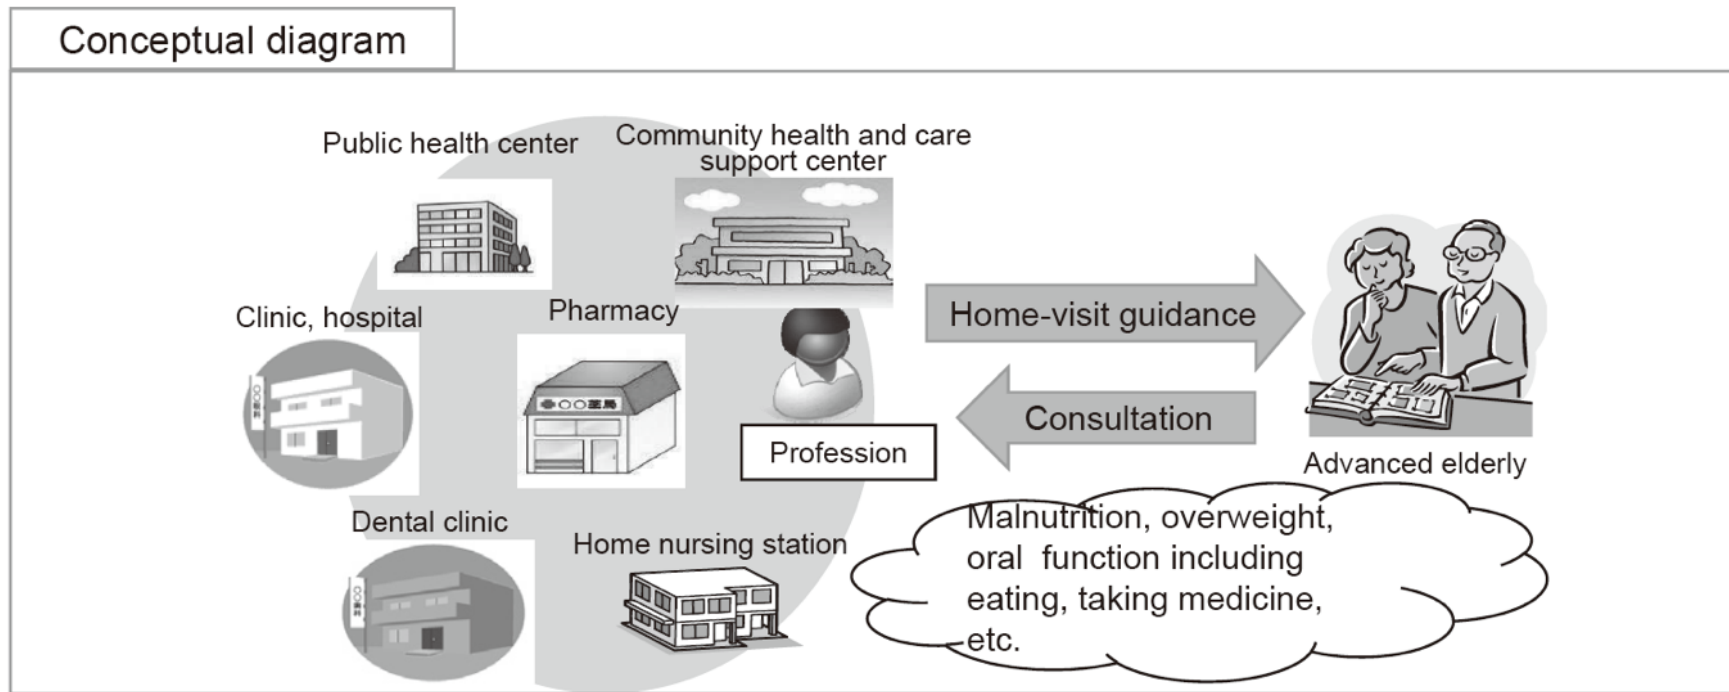 Conceptual diagram
Public health center
Community health and care
support center
Clinic, hospital
Pharmacy
Home-visit guidance
Consultation
Profession
Advanced elderly
Dental clinic
Home nursing station
Malnutrition, overweight,
oral function including
eating, taking medicine,
etc.